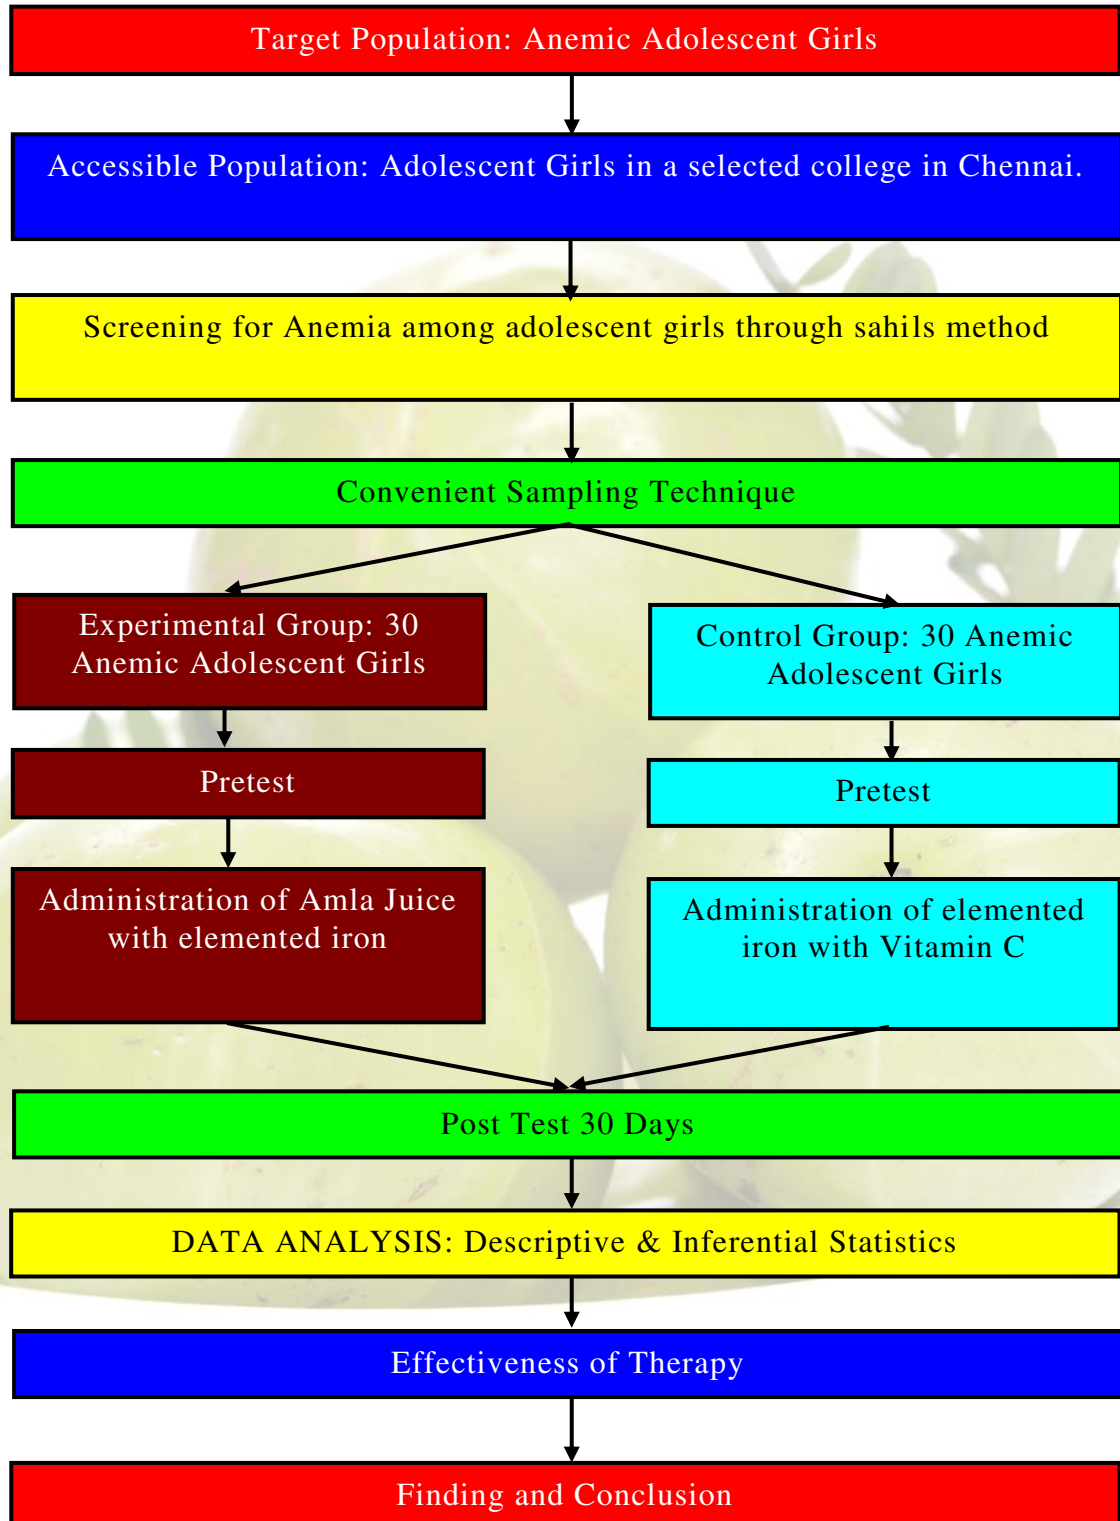 Target Population: Anemic Adolescent Girls
Accessible Population: Adolescent Girls in a selected college in Chennai.
Screening for Anemia among adolescent girls through sahils method
Convenient Sampling Technique
Experimental Group: 30
Anemic Adolescent Girls
Control Group: 30 Anemic
Adolescent Girls
Pretest
Pretest
Administration of Amla Juice
with elemented iron
Administration of elemented
iron with Vitamin C
Post Test 30 Days
DATA ANALYSIS: Descriptive & Inferential Statistics
Effectiveness of Therapy
Finding and Conclusion